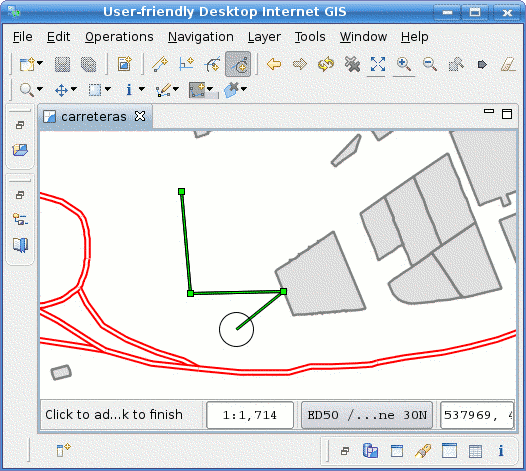 User-friendly Desktop Internet GIS
File Edit Operations Navigation Layer Tools Window Help
carreteras
Click to ad...k to finish 1:1,714 ED50 /...ne 30N 537969,